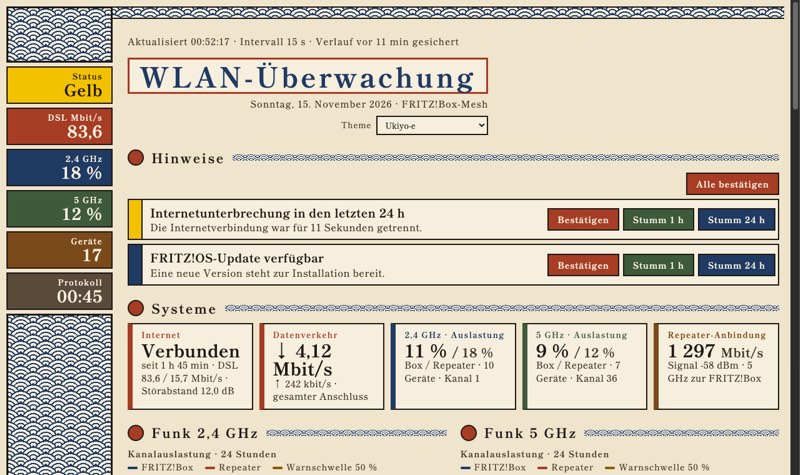 Aktualisiert 00:52:17 · Intervall 15 s · Verlauf vor 11 min gesichert
WLAN-Überwachung
Sonntag, 15. November 2026 · FRITZ!Box-Mesh
Theme Ukiyo-e
Status
Gelb
DSL Mbit/s
83,6
2,4 GHz
18 %
5 GHz
12 %
Geräte
17
Protokoll
00:45
Hinweise
Alle bestätigen
Internetunterbrechung in den letzten 24 h
Die Internetverbindung war für 11 Sekunden getrennt.
Bestätigen Stumm 1 h Stumm 24 h
FRITZ!OS-Update verfügbar
Eine neue Version steht zur Installation bereit.
Bestätigen Stumm 1 h Stumm 24 h
Systeme
Internet
Verbunden
seit 1 h 45 min · DSL
83,6 / 15,7 Mbit/s ·
Störabstand 12,0 dB
Datenverkehr
↓ 4,12
Mbit/s
↑ 242 kbit/s ·
gesamter Anschluss
2,4 GHz · Auslastung
11 % / 18 %
Box / Repeater · 10
Geräte · Kanal 1
5 GHz · Auslastung
9 % / 12 %
Box / Repeater · 7
Geräte · Kanal 36
Repeater-Anbindung
1 297 Mbit/s
Signal -58 dBm · 5
GHz zur FRITZ!Box
Funk 2,4 GHz
Kanalauslastung · 24 Stunden
FRITZ!Box Repeater Warnschwelle 50 %
Funk 5 GHz
Kanalauslastung · 24 Stunden
FRITZ!Box Repeater Warnschwelle 50 %